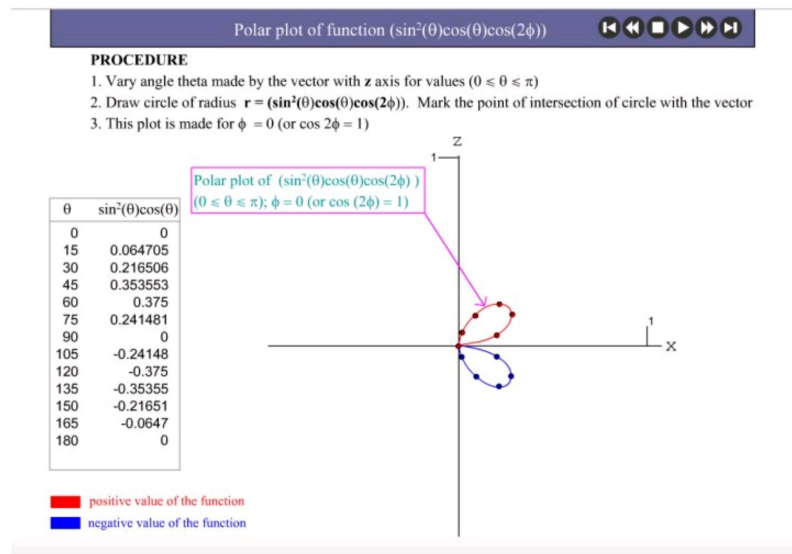 Polar plot of function (sin²(θ)cos(θ)cos(2ϕ))
PROCEDURE
1. Vary angle theta made by the vector with z axis for values (0 ≤ θ ≤ π)
2. Draw circle of radius r = (sin²(θ)cos(θ)cos(2ϕ)). Mark the point of intersection of circle with the vector
3. This plot is made for ϕ = 0 (or cos 2ϕ = 1)
Z
1
Polar plot of (sin²(θ)cos(θ)cos(2ϕ) )
(0 ≤ θ ≤ π); ϕ = 0 (or cos (2ϕ) = 1)
θ sin²(θ)cos(θ)
0 0
15 0.064705
30 0.216506
45 0.353553
60 0.375
75 0.241481
90 0
105 -0.24148
120 -0.375
135 -0.35355
150 -0.21651
165 -0.0647
180 0
1
X
positive value of the function
negative value of the function